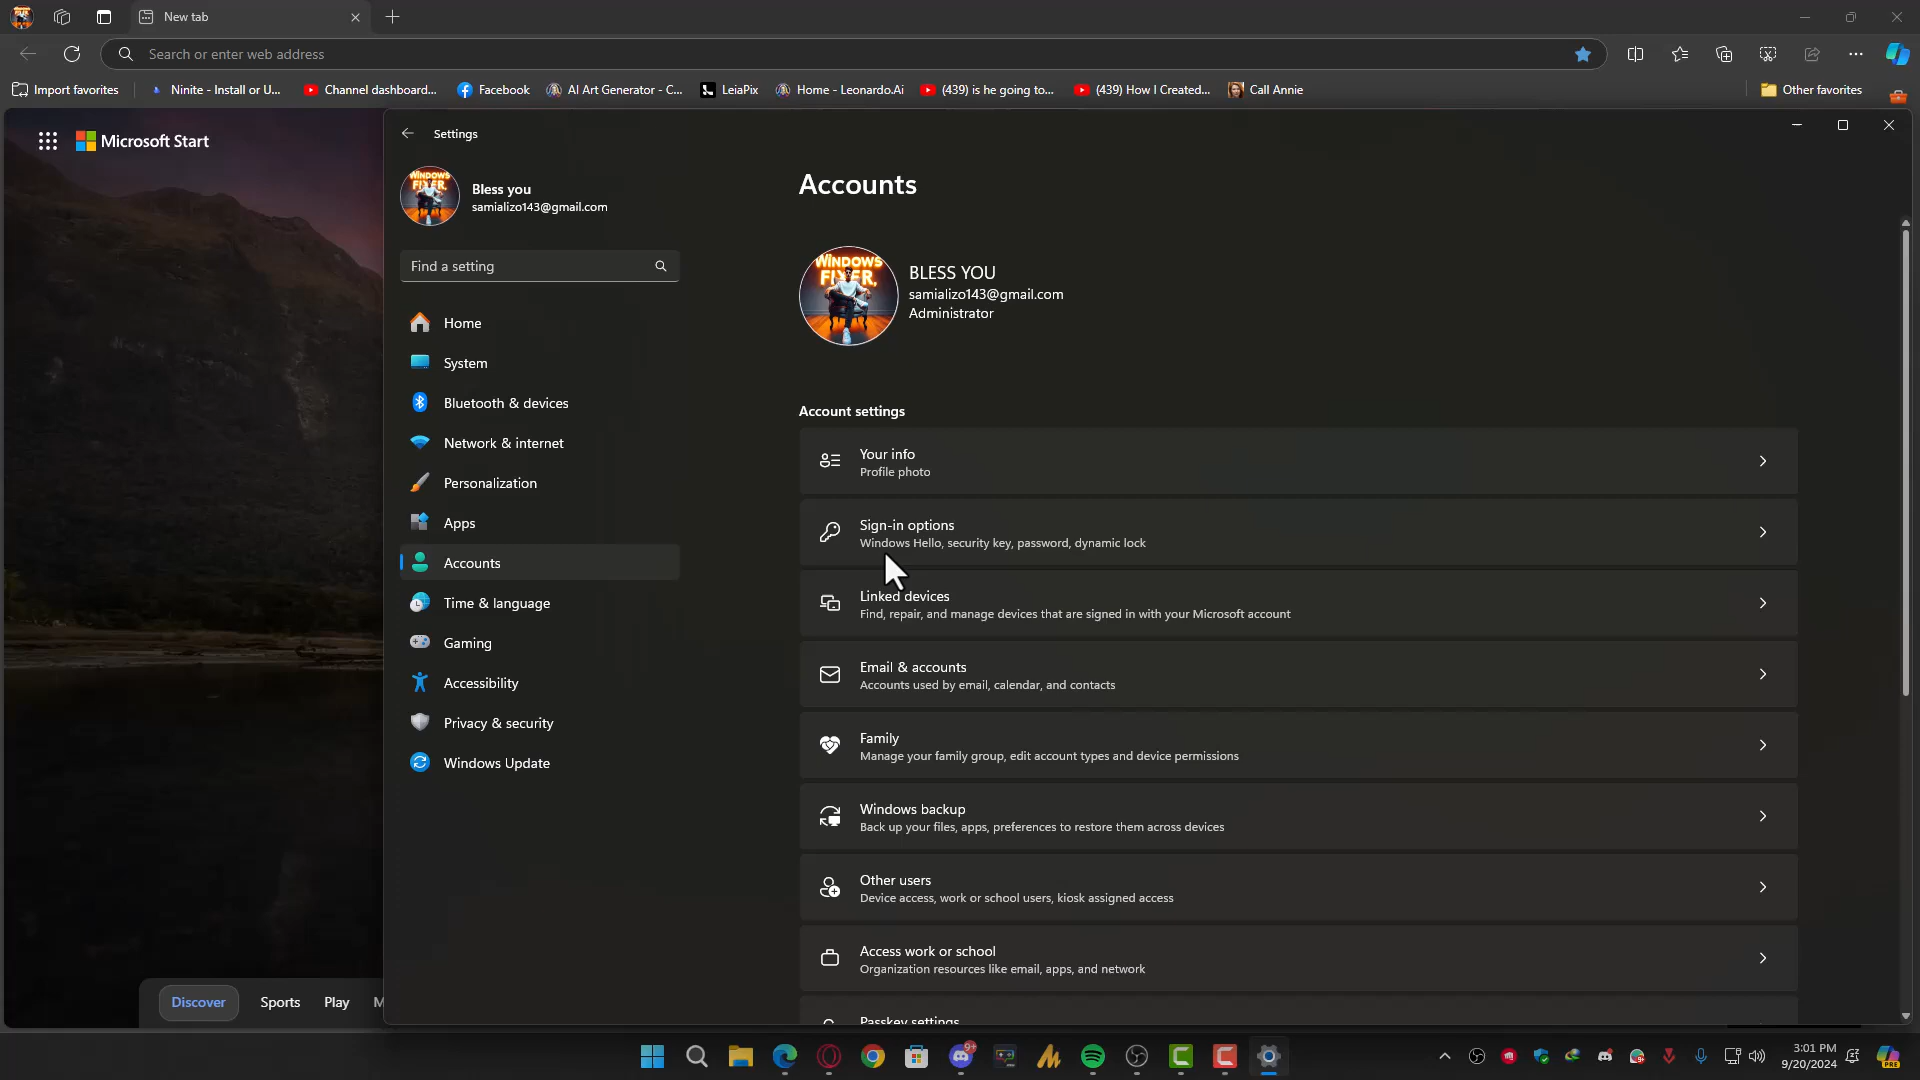 New tab
Search or enter web address
Import favorites
Ninite - Install or U...
Channel dashboard...
Facebook
AI Art Generator - C...
LeiaPix
Home - Leonardo.Ai
(439) is he going to...
(439) How I Created...
Call Annie
Other favorites
Microsoft Start
Settings
WINDOWS
FIXER,
Bless you
samializo143@gmail.com
Find a setting
Home
System
Bluetooth & devices
Network & internet
Personalization
Apps
Accounts
Time & language
Gaming
Accessibility
Privacy & security
Windows Update
Accounts
WINDOWS
FIXER,
BLESS YOU
samializo143@gmail.com
Administrator
Account settings
Your info
Profile photo
Sign-in options
Windows Hello, security key, password, dynamic lock
Linked devices
Find, repair, and manage devices that are signed in with your Microsoft account
Email & accounts
Accounts used by email, calendar, and contacts
Family
Manage your family group, edit account types and device permissions
Windows backup
Back up your files, apps, preferences to restore them across devices
Other users
Device access, work or school users, kiosk assigned access
Access work or school
Organization resources like email, apps, and network
Passkey settings
Discover
Sports
Play
M
9+
3:01 PM
9/20/2024
PRE